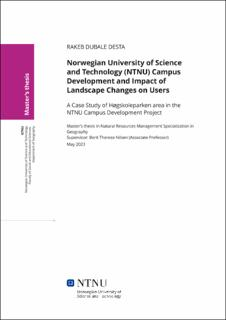 RAKEB DUBALE DESTA
Norwegian University of Science
and Technology (NTNU) Campus
Development and Impact of
Landscape Changes on Users
A Case Study of Høgskoleparken area in the
NTNU Campus Development Project
Master's thesis in Natural Resources Management Specialization in
Geography
Supervisor: Berit Therese Nilsen (Associate Professor)
May 2023
Master's thesis
NTNU
Norwegian University of Science and Technology
Faculty of Social and Educational Sciences
Department of Geography
NTNU
Norwegian University of
Science and Technology